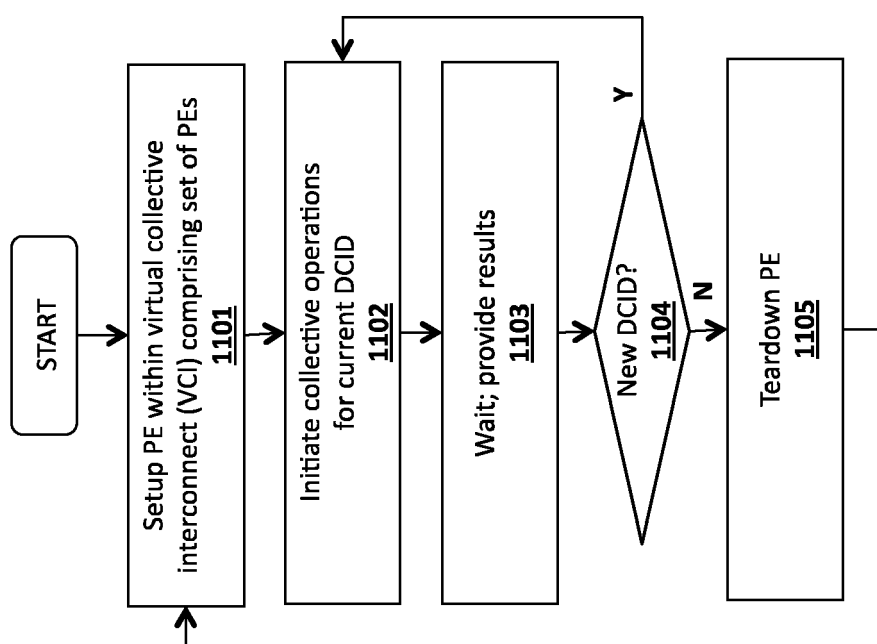 START
Setup PE within virtual collective
interconnect (VCI) comprising set of PEs
1101
Initiate collective operations
for current DCID
1102
Wait; provide results
1103
New DCID?
1104
Y
N
Teardown PE
1105